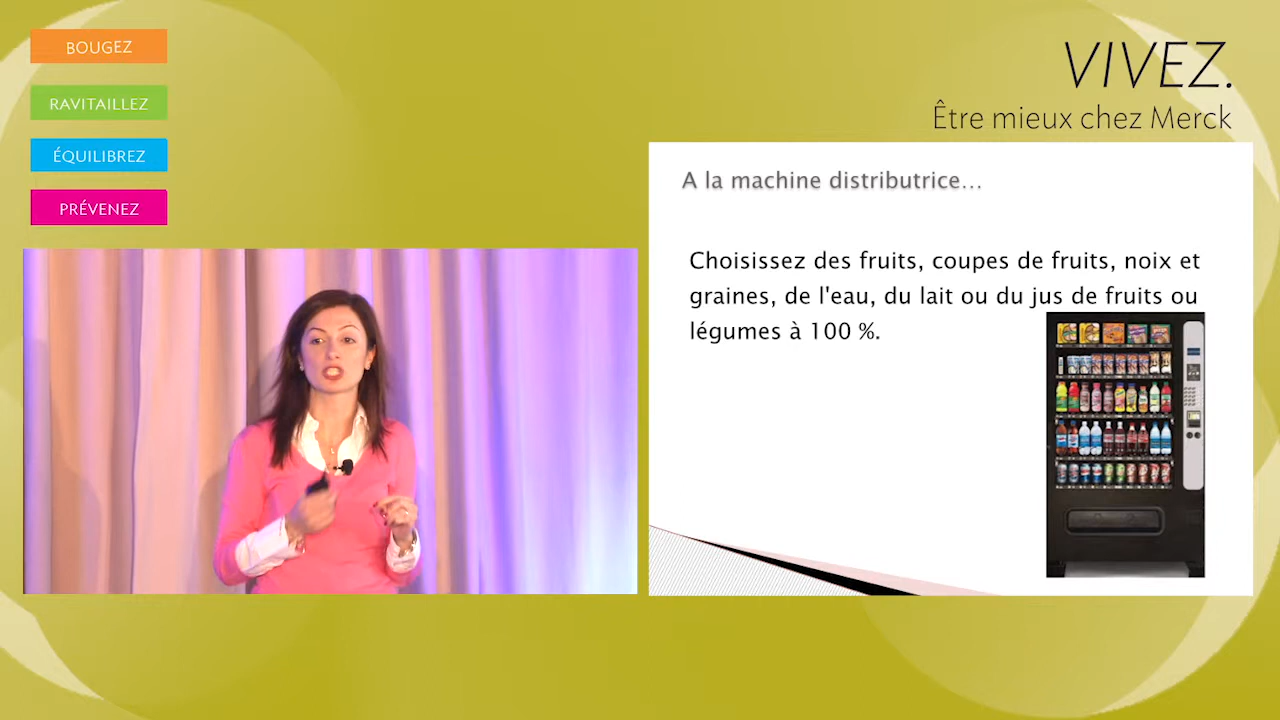 BOUGEZ
RAVITAILLEZ
ÉQUILIBREZ
PRÉVENEZ
VIVEZ.
Être mieux chez Merck
A la machine distributrice...
Choisissez des fruits, coupes de fruits, noix et
graines, de l'eau, du lait ou du jus de fruits ou
légumes à 100 %.